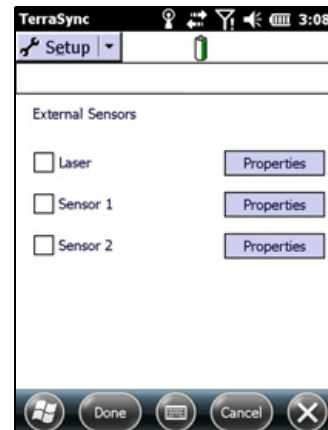 TerraSync 3:08
Setup
External Sensors
Laser Properties
Sensor 1 Properties
Sensor 2 Properties
Done Cancel